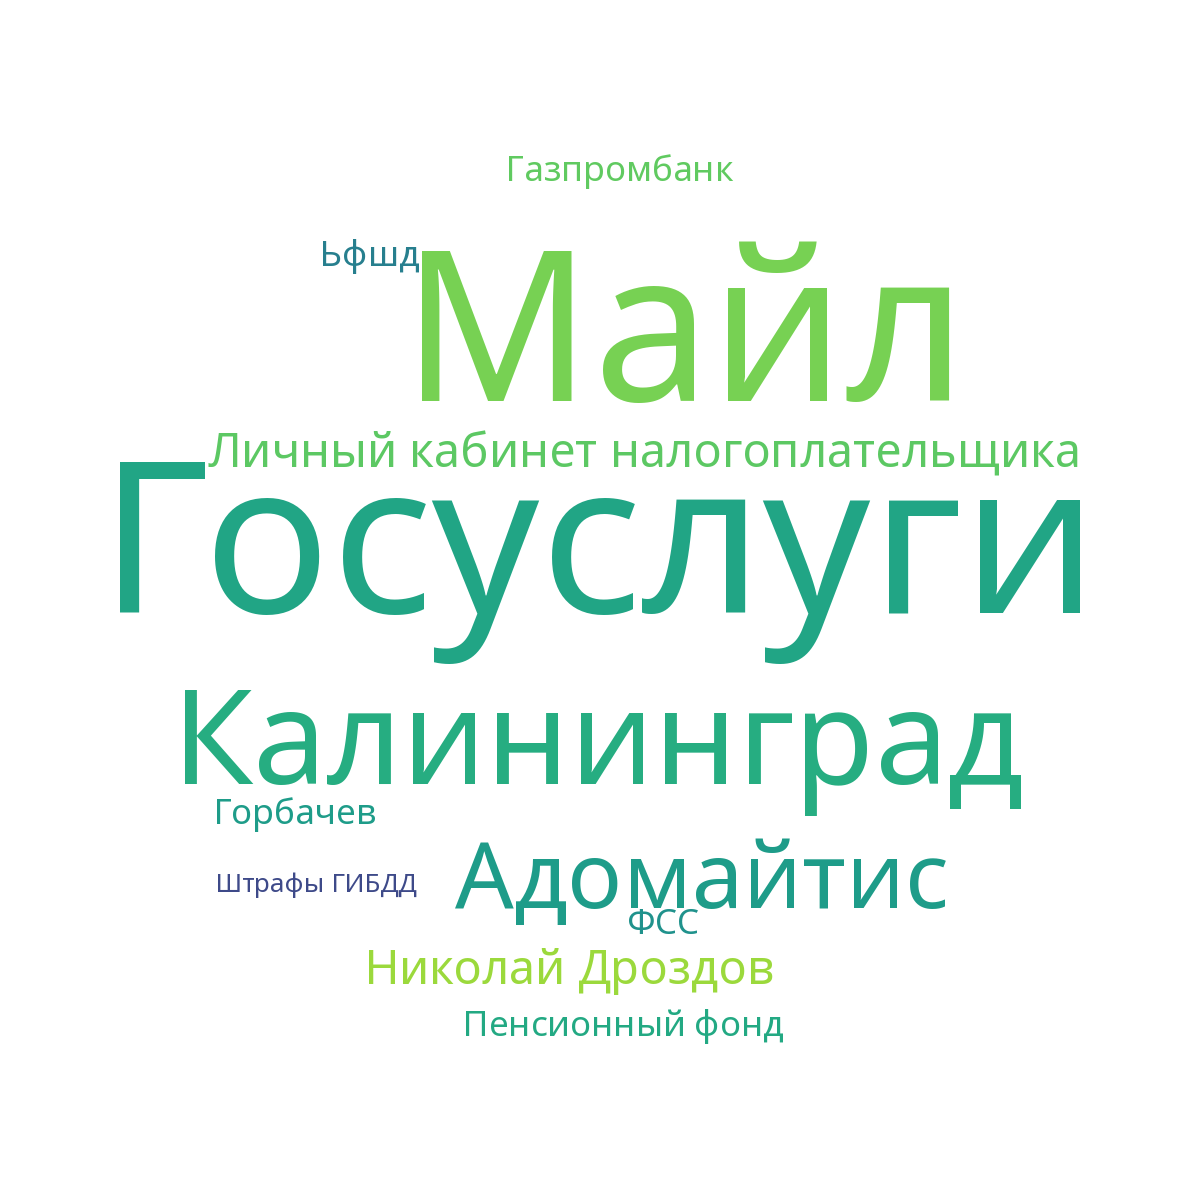 Газпромбанк
Ьфшд
Майл
Личный кабинет налогоплательщика
Госуслуги
Калининград
Горбачев
Адомайтис
Штрафы ГИБДД
ФСС
Николай Дроздов
Пенсионный фонд